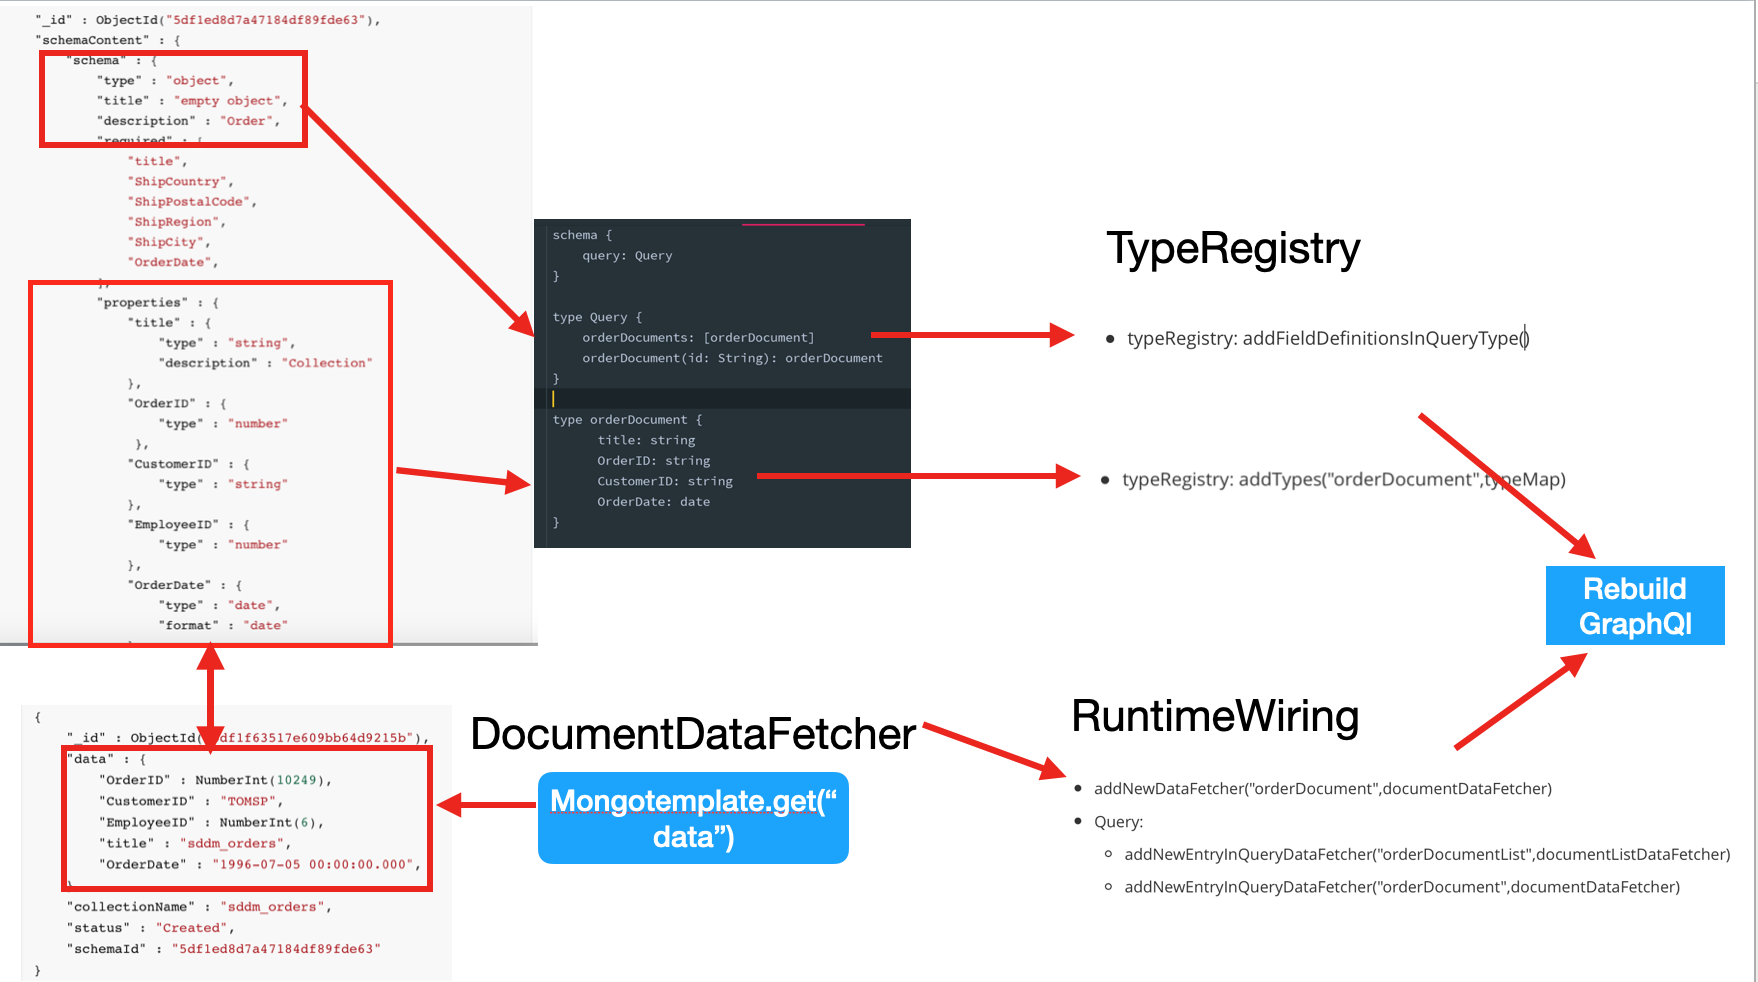 "_id" : ObjectId("5df1ed8d7a47184df89fde63"),
"schemaContent" : {
"schema" : {
"type" : "object",
"title" : "empty object",
"description" : "Order",
"required" : {
"title",
"ShipCountry",
"ShipPostalCode",
"ShipRegion",
"ShipCity",
"OrderDate",
},
"properties" : {
"title" : {
"type" : "string",
"description" : "Collection"
},
"OrderID" : {
"type" : "number"
},
"CustomerID" : {
"type" : "string"
},
"EmployeeID" : {
"type" : "number"
},
"OrderDate" : {
"type" : "date",
"format" : "date"
schema {
query: Query
}
type Query {
orderDocuments: [orderDocument]
orderDocument(id: String): orderDocument
}
type orderDocument {
title: string
OrderID: string
CustomerID: string
OrderDate: date
}
TypeRegistry
• typeRegistry: addFieldDefinitionsInQueryType()
• typeRegistry: addTypes("orderDocument",typeMap)
Rebuild
GraphQl
{
"_id" : ObjectId("5df1f63517e609bb64d9215b"),
"data" : {
"OrderID" : NumberInt(10249),
"CustomerID" : "TOMSP",
"EmployeeID" : NumberInt(6),
"title" : "sddm_orders",
"OrderDate" : "1996-07-05 00:00:00.000",
"collectionName" : "sddm_orders",
"status" : "Created",
"schemaId" : "5df1ed8d7a47184df89fde63"
}
DocumentDataFetcher
Mongotemplate.get(“
data”)
RuntimeWiring
• addNewDataFetcher("orderDocument",documentDataFetcher)
• Query:
◦ addNewEntryInQueryDataFetcher("orderDocumentList",documentListDataFetcher)
◦ addNewEntryInQueryDataFetcher("orderDocument",documentDataFetcher)